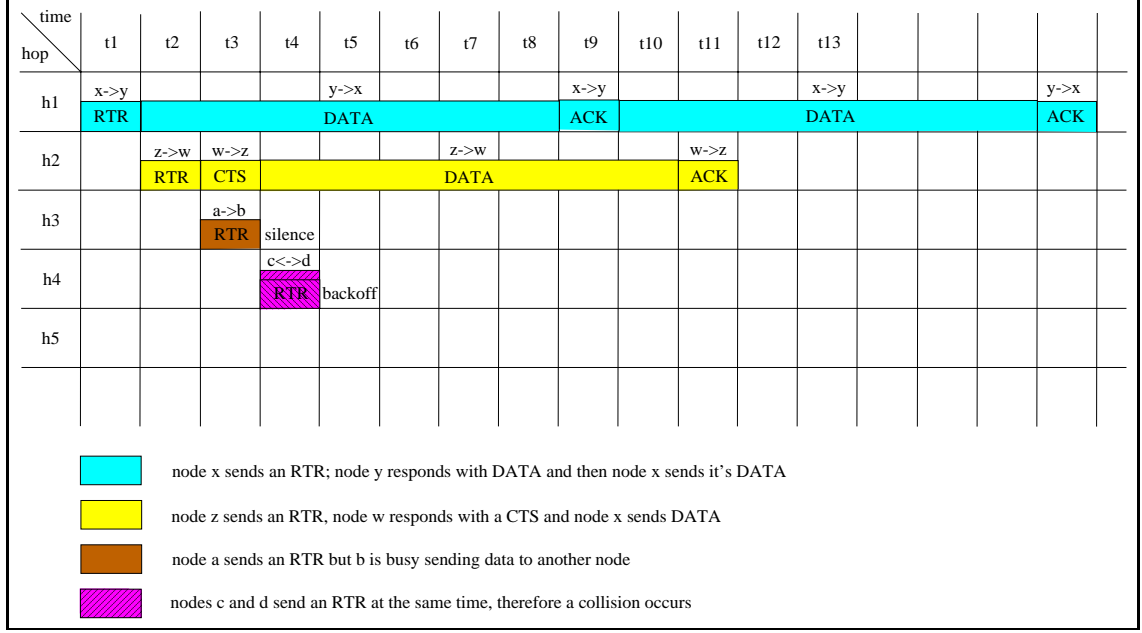 time
hop
t1 t2 t3 t4 t5 t6 t7 t8 t9 t10 t11 t12 t13
x->y y->x x->y x->y y->x
h1
RTR DATA ACK DATA ACK
z->w w->z z->w w->z
h2
RTR CTS DATA ACK
a->b
h3
RTR silence
c<->d
h4
RTR backoff
h5
node x sends an RTR; node y responds with DATA and then node x sends it's DATA
node z sends an RTR, node w responds with a CTS and node x sends DATA
node a sends an RTR but b is busy sending data to another node
nodes c and d send an RTR at the same time, therefore a collision occurs